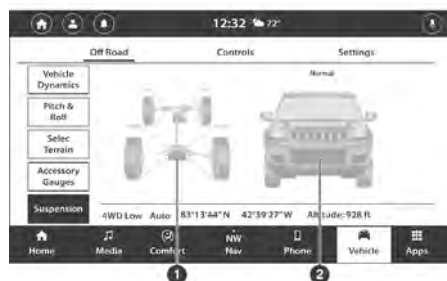 12:32 72°
Off Road Controls Settings
Vehicle
Dynamics
Normal
Pitch &
Roll
Selec
Terrain
Accessory
Gauges
Suspension
4WD Low Auto 83°13'44" N 42°39'27" W Altitude: 928 ft
NW
Home Media Comfort Nav Phone Vehicle Apps
1 2